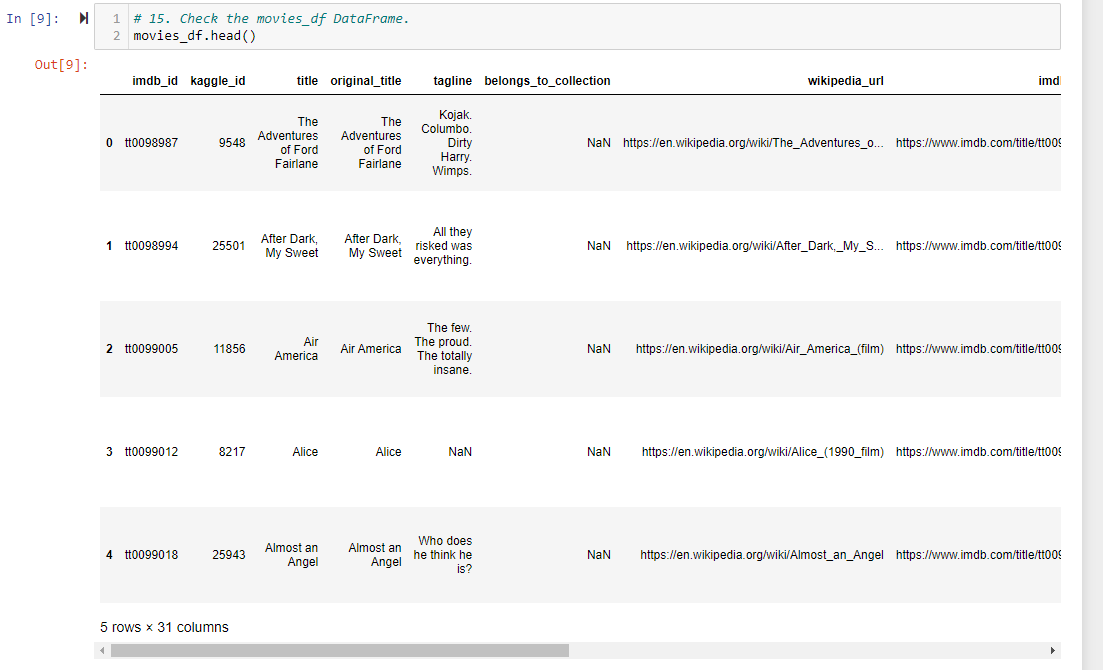 In [9]:
1 # 15. Check the movies_df DataFrame.
2 movies_df.head()
Out[9]:
imdb_id kaggle_id title original_title tagline belongs_to_collection wikipedia_url imd
0 tt0098987 9548 The Adventures of Ford Fairlane The Adventures of Ford Fairlane Kojak. Columbo. Dirty Harry. Wimps. NaN https://en.wikipedia.org/wiki/The_Adventures_o... https://www.imdb.com/title/tt009
1 tt0098994 25501 After Dark, My Sweet After Dark, My Sweet All they risked was everything. NaN https://en.wikipedia.org/wiki/After_Dark,_My_S... https://www.imdb.com/title/tt009
2 tt0099005 11856 Air America Air America The few. The proud. The totally insane. NaN https://en.wikipedia.org/wiki/Air_America_(film) https://www.imdb.com/title/tt009
3 tt0099012 8217 Alice Alice NaN NaN https://en.wikipedia.org/wiki/Alice_(1990_film) https://www.imdb.com/title/tt009
4 tt0099018 25943 Almost an Angel Almost an Angel Who does he think he is? NaN https://en.wikipedia.org/wiki/Almost_an_Angel https://www.imdb.com/title/tt009
5 rows × 31 columns